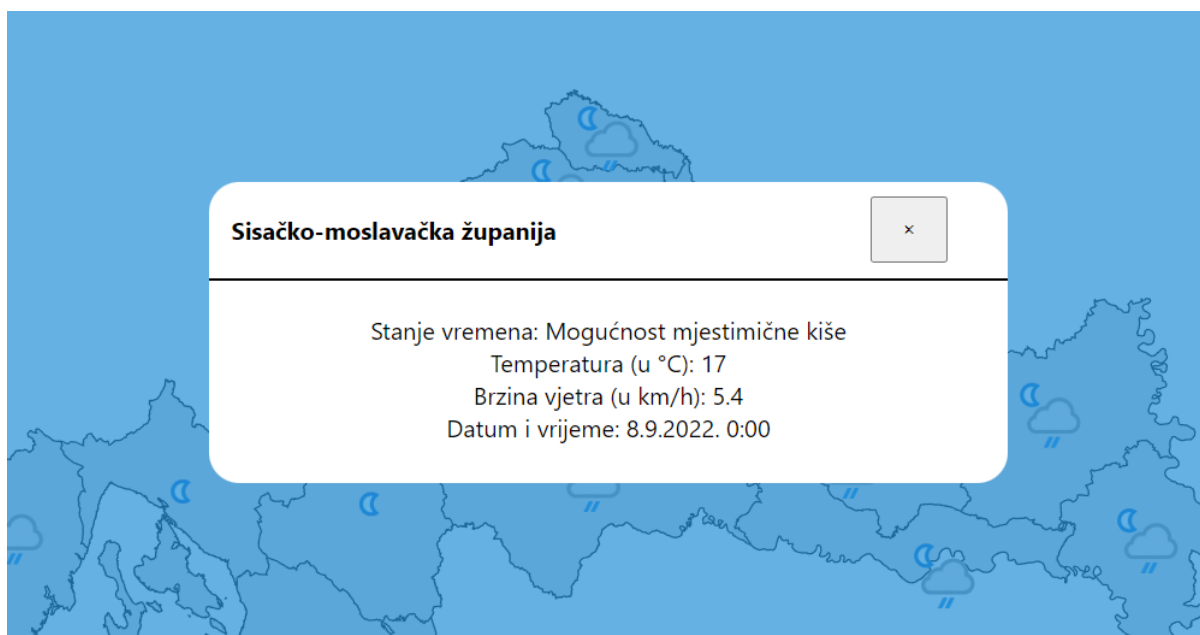 Sisačko-moslavačka županija
×
Stanje vremena: Mogućnost mjestimične kiše
Temperatura (u °C): 17
Brzina vjetra (u km/h): 5.4
Datum i vrijeme: 8.9.2022. 0:00